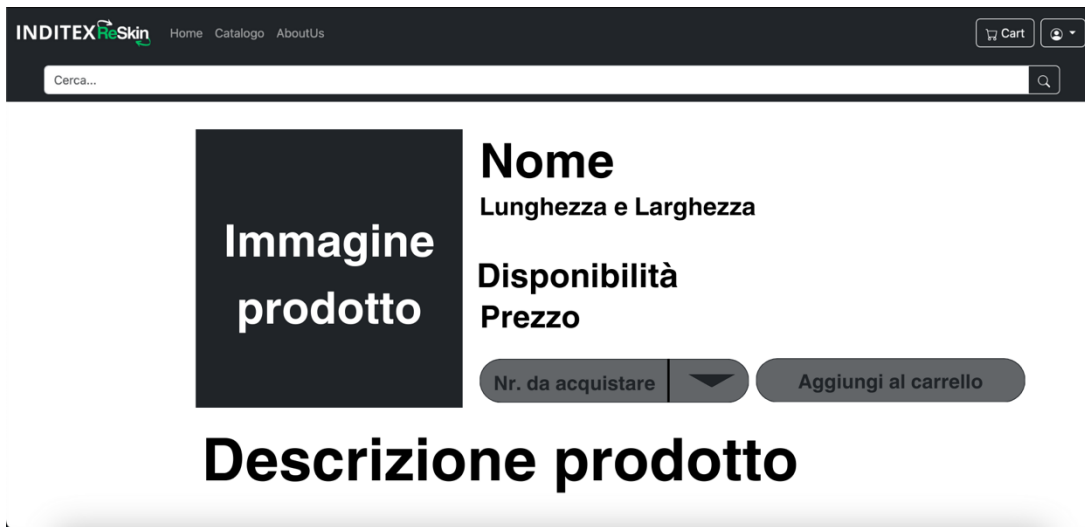 INDITEX ReSkin Home Catalogo AboutUs Cart
Cerca...
Immagine
prodotto
Nome
Lunghezza e Larghezza
Disponibilità
Prezzo
Nr. da acquistare Aggiungi al carrello
Descrizione prodotto